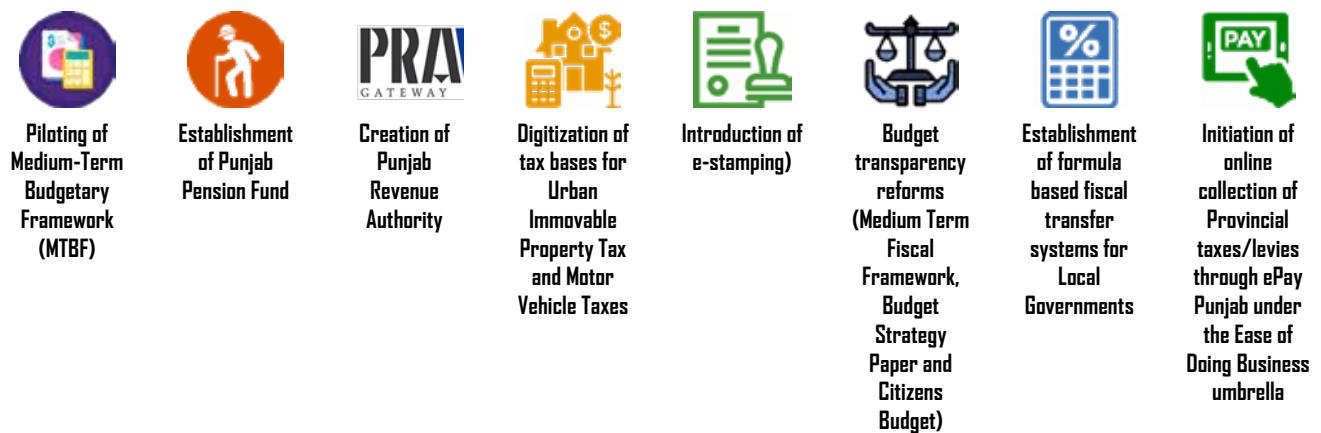 PRA
GATEWAY
PAY
%
$
$
Piloting of
Medium-Term
Budgetary
Framework
(MTBF)
Establishment
of Punjab
Pension Fund
Creation of
Punjab
Revenue
Authority
Digitization of
tax bases for
Urban
Immovable
Property Tax
and Motor
Vehicle Taxes
Introduction of
e-stamping)
Budget
transparency
reforms
(Medium Term
Fiscal
Framework,
Budget
Strategy
Paper and
Citizens
Budget)
Establishment
of formula
based fiscal
transfer
systems for
Local
Governments
Initiation of
online
collection of
Provincial
taxes/levies
through ePay
Punjab under
the Ease of
Doing Business
umbrella